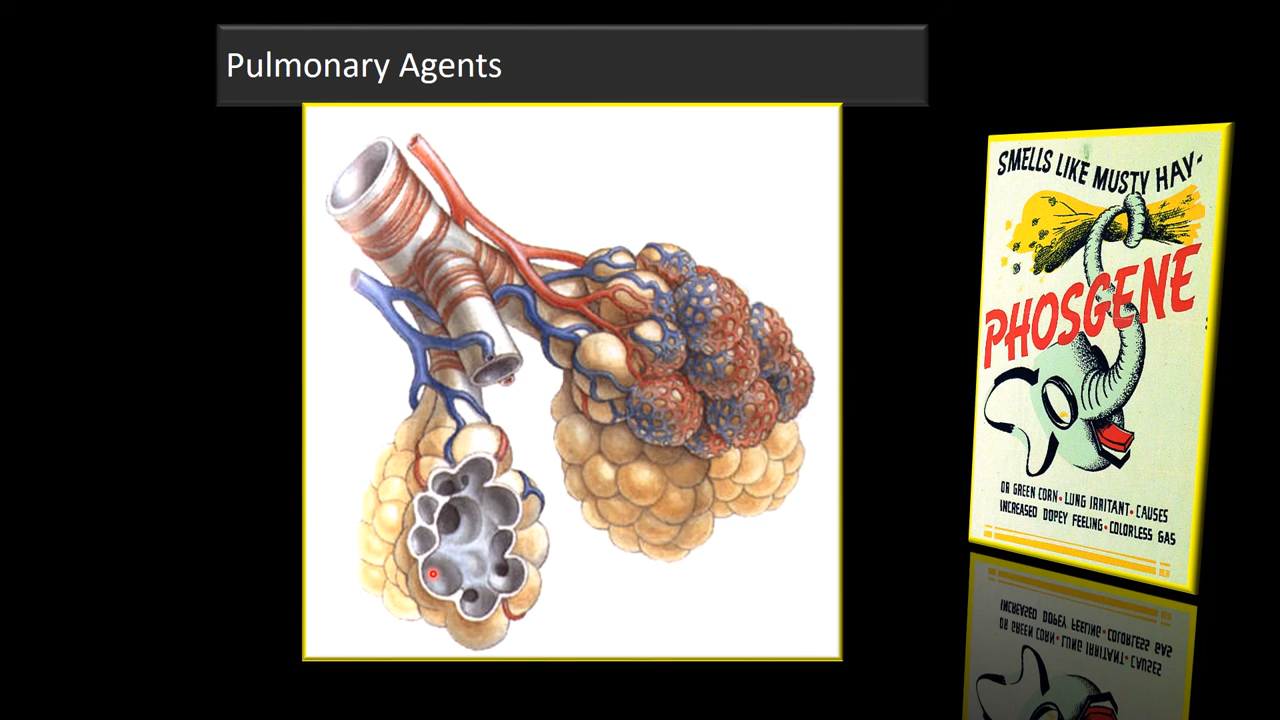 Pulmonary Agents
SMELLS LIKE MUSTY HAY-
PHOSGENE
OR GREEN CORN • LUNG IRRITANT • CAUSES
INCREASED DOPEY FEELING • COLORLESS GAS